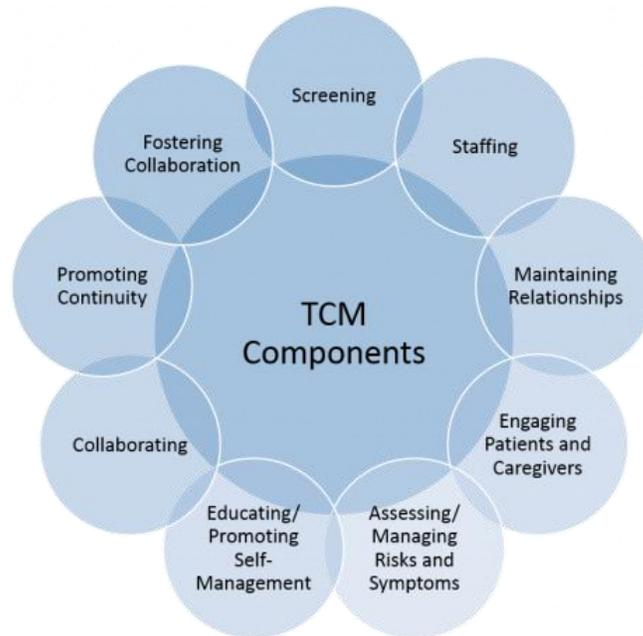 Screening
Staffing
Maintaining
Relationships
Engaging
Patients and
Caregivers
Assessing/
Managing
Risks and
Symptoms
Educating/
Promoting
Self-
Management
Collaborating
Promoting
Continuity
Fostering
Collaboration
TCM
Components